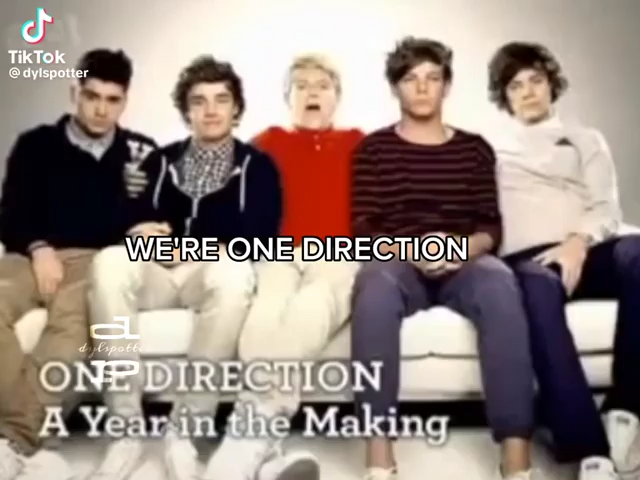 TikTok
@dylspotter
WE'RE ONE DIRECTION
dylspotter
ONE DIRECTION
A Year in the Making